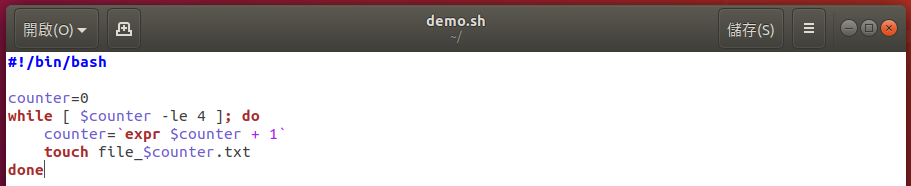 開啟(O)
demo.sh
~/
儲存(S)
#!/bin/bash
counter=0
while [ $counter -le 4 ]; do
    counter=`expr $counter + 1`
    touch file_$counter.txt
done